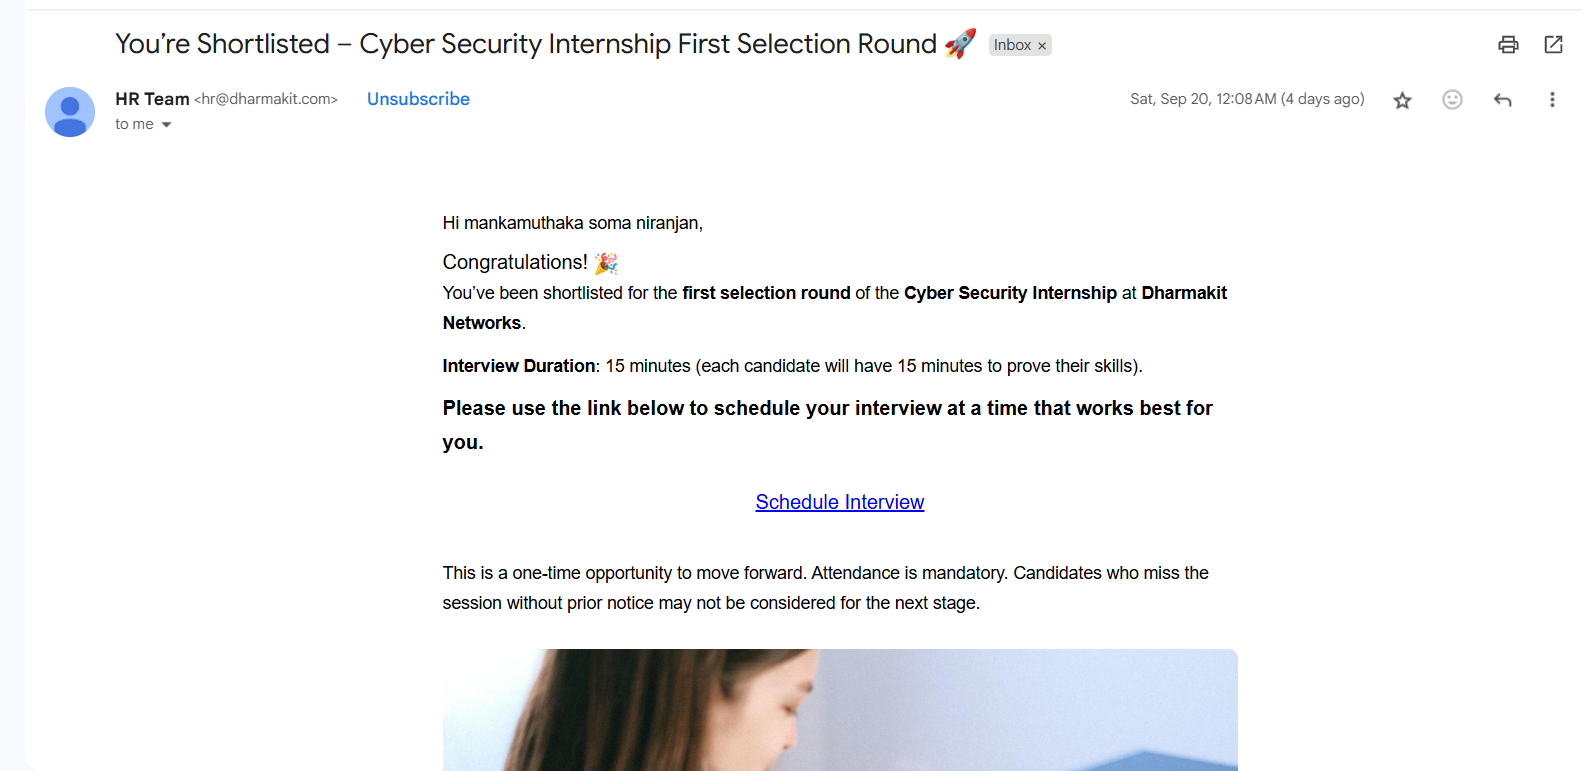 You’re Shortlisted – Cyber Security Internship First Selection Round 🚀 Inbox ×
HR Team <hr@dharmakit.com> Unsubscribe Sat, Sep 20, 12:08 AM (4 days ago)
to me
Hi mankamuthaka soma niranjan,
Congratulations! 🎉
You’ve been shortlisted for the first selection round of the Cyber Security Internship at Dharmakit
Networks.
Interview Duration: 15 minutes (each candidate will have 15 minutes to prove their skills).
Please use the link below to schedule your interview at a time that works best for
you.
Schedule Interview
This is a one-time opportunity to move forward. Attendance is mandatory. Candidates who miss the
session without prior notice may not be considered for the next stage.